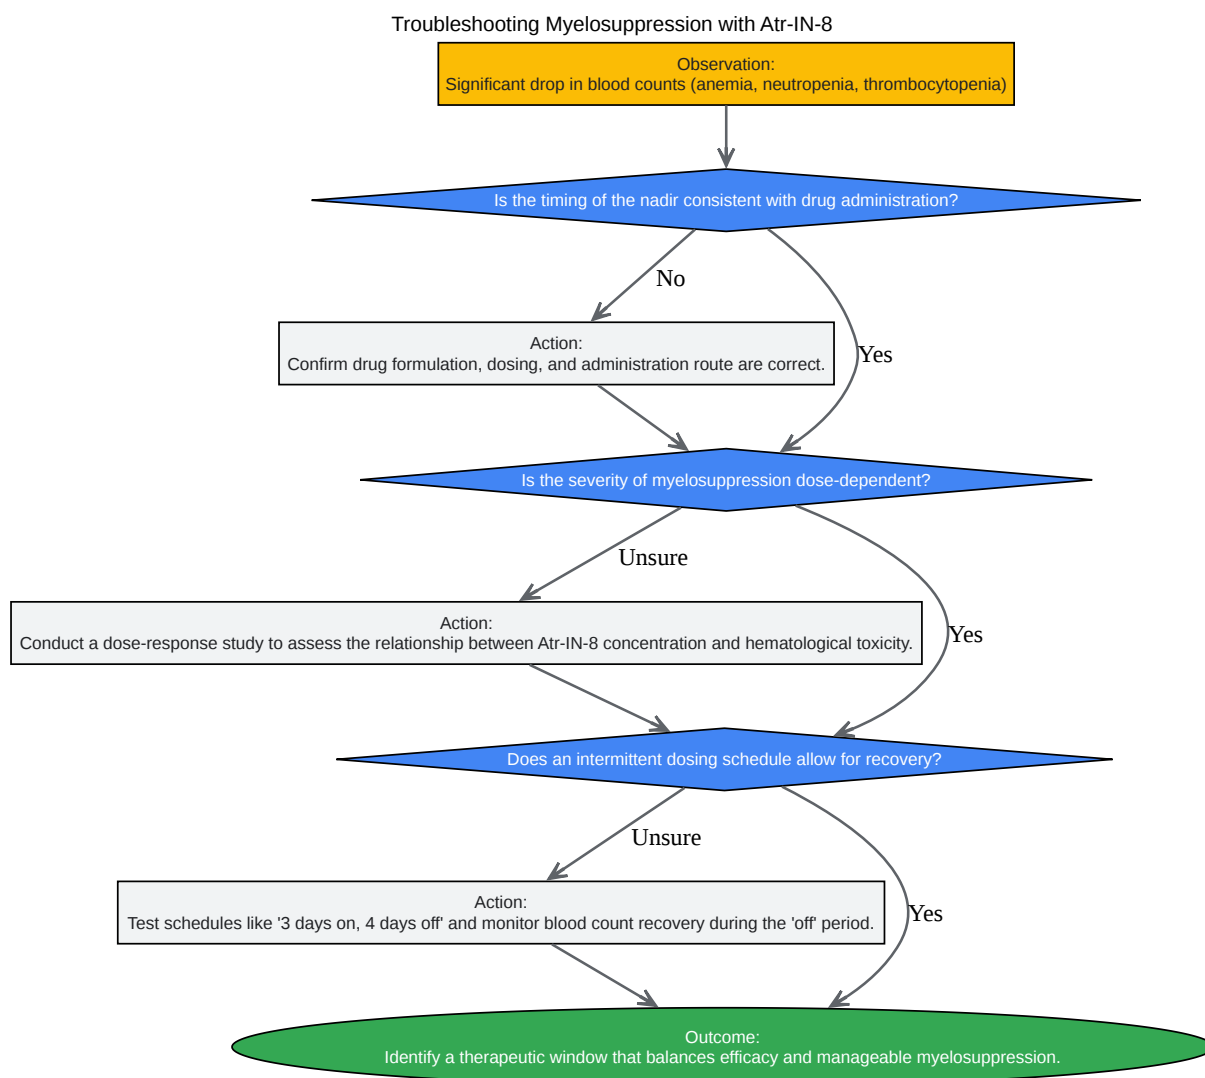 Troubleshooting Myelosuppression with Atr-IN-8
Observation:
Significant drop in blood counts (anemia, neutropenia, thrombocytopenia)
Is the timing of the nadir consistent with drug administration?
No
Action:
Confirm drug formulation, dosing, and administration route are correct.
Yes
Is the severity of myelosuppression dose-dependent?
Unsure
Action:
Conduct a dose-response study to assess the relationship between Atr-IN-8 concentration and hematological toxicity.
Yes
Does an intermittent dosing schedule allow for recovery?
Unsure
Action:
Test schedules like '3 days on, 4 days off' and monitor blood count recovery during the 'off' period.
Yes
Outcome:
Identify a therapeutic window that balances efficacy and manageable myelosuppression.